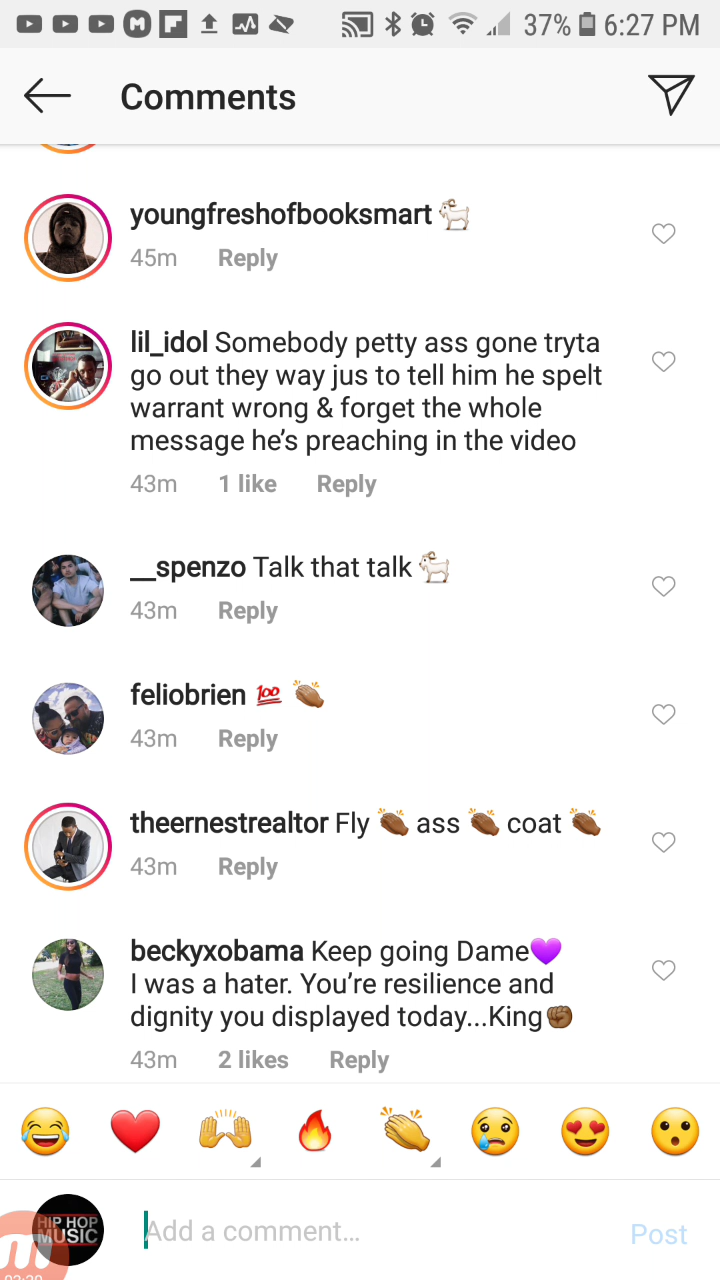 37% 6:27 PM
Comments
youngfreshofbooksmart 🐐
45m Reply
lil_idol Somebody petty ass gone tryta
go out they way jus to tell him he spelt
warrant wrong & forget the whole
message he’s preaching in the video
43m 1 like Reply
__spenzo Talk that talk 🐐
43m Reply
feliobrien 💯 👏🏾
43m Reply
theernestrealtor Fly 👏🏾 ass 👏🏾 coat 👏🏾
43m Reply
beckyxobama Keep going Dame💜
I was a hater. You’re resilience and
dignity you displayed today...King✊🏾
43m 2 likes Reply
😂 ❤️ 🙌 🔥 👏 😢 😍 😮
HIP HOP
MUSIC
Add a comment...
Post